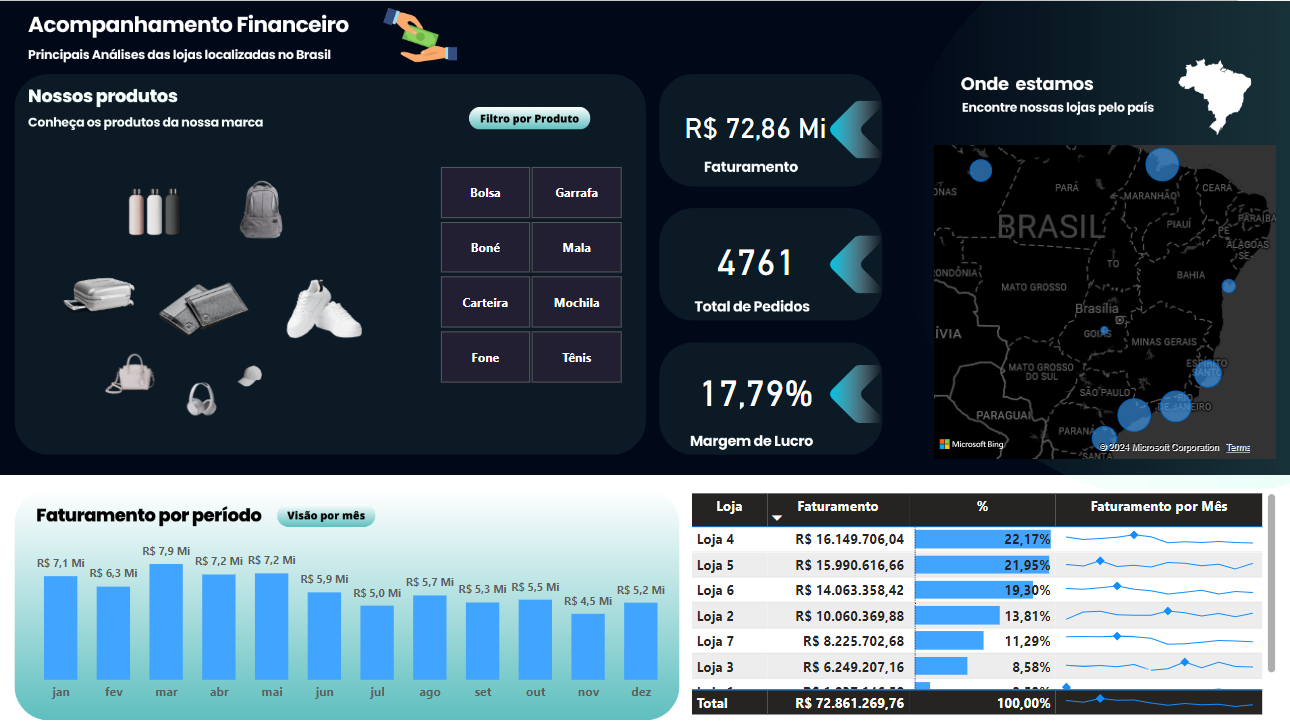 Acompanhamento Financeiro
Principais Análises das lojas localizadas no Brasil
Nossos produtos
Conheça os produtos da nossa marca
Filtro por Produto
Bolsa Garrafa
Boné Mala
Carteira Mochila
Fone Tênis
R$ 72,86 Mi
Faturamento
4761
Total de Pedidos
17,79%
Margem de Lucro
Onde estamos
Encontre nossas lojas pelo país
ONAS
PARÁ
MARANHÃO
CEARÁ
BRASIL
PIAUÍ
PARAÍBA
PE
ALAGOAS
SE
TO
RONDÔNIA
BAHIA
MATO GROSSO
Brasília
GOIÁS
ÍVIA
MINAS GERAIS
MATO GROSSO
DO SUL
ESPÍRITO
SANTO
SÃO PAULO
RIO
DE JANEIRO
PARAGUAI
PARANÁ
SANTA
Microsoft Bing
© 2024 Microsoft Corporation Terms
Faturamento por período
Visão por mês
R$ 7,1 Mi R$ 6,3 Mi R$ 7,9 Mi R$ 7,2 Mi R$ 7,2 Mi R$ 5,9 Mi R$ 5,0 Mi R$ 5,7 Mi R$ 5,3 Mi R$ 5,5 Mi R$ 4,5 Mi R$ 5,2 Mi
jan fev mar abr mai jun jul ago set out nov dez
Loja Faturamento % Faturamento por Mês
Loja 4 R$ 16.149.706,04 22,17%
Loja 5 R$ 15.990.616,66 21,95%
Loja 6 R$ 14.063.358,42 19,30%
Loja 2 R$ 10.060.369,88 13,81%
Loja 7 R$ 8.225.702,68 11,29%
Loja 3 R$ 6.249.207,16 8,58%
Total R$ 72.861.269,76 100,00%